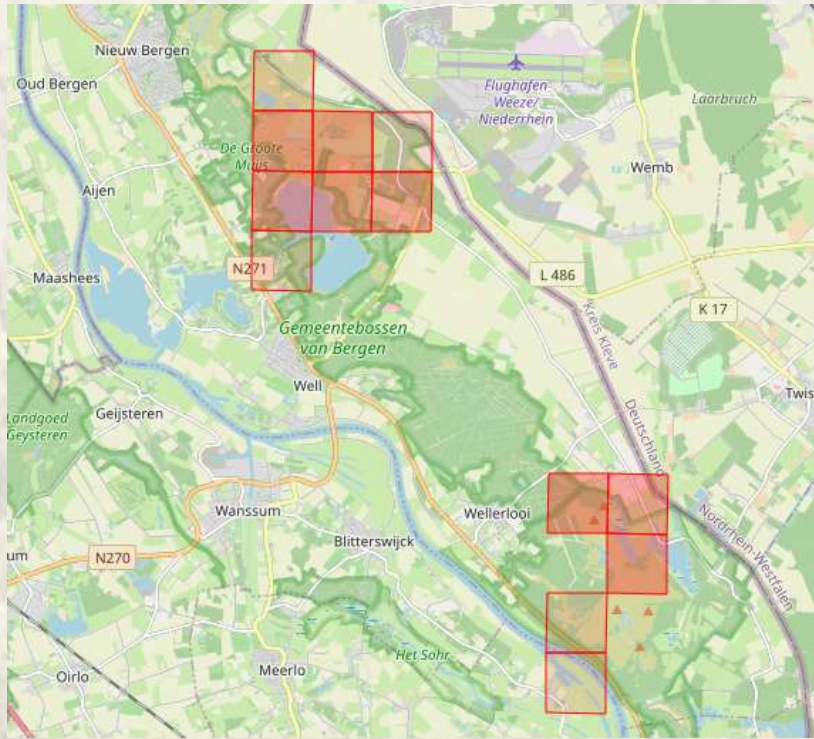 Nieuw Bergen
Oud Bergen
Flughafen
Weeze/
Niederrhein
Laarbruch
De Groote
Aijen
Wemb
Maashees
N271
L 486
K 17
Kreis Kleve
Gemeentebossen
van Bergen
Well
Twis
Geijsteren
Landgoed
Geysteren
Deutschland
Wellerlooi
Wanssum
Blitterswijck
Nordrhein-Westfalen
um
N270
Het Sohr
Meerlo
Oirlo